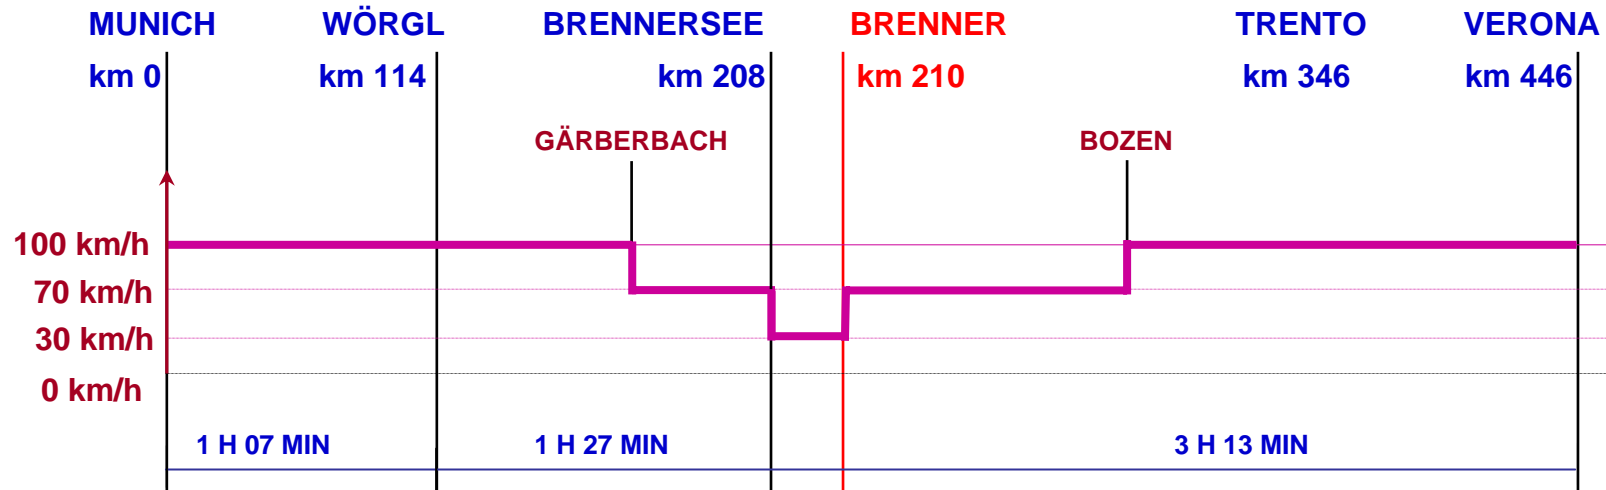 MUNICH WÖRGL BRENNERSEE BRENNER TRENTO VERONA
km 0 km 114 km 208 km 210 km 346 km 446
GÄRBERBACH BOZEN
100 km/h
70 km/h
30 km/h
0 km/h
1 H 07 MIN 1 H 27 MIN 3 H 13 MIN